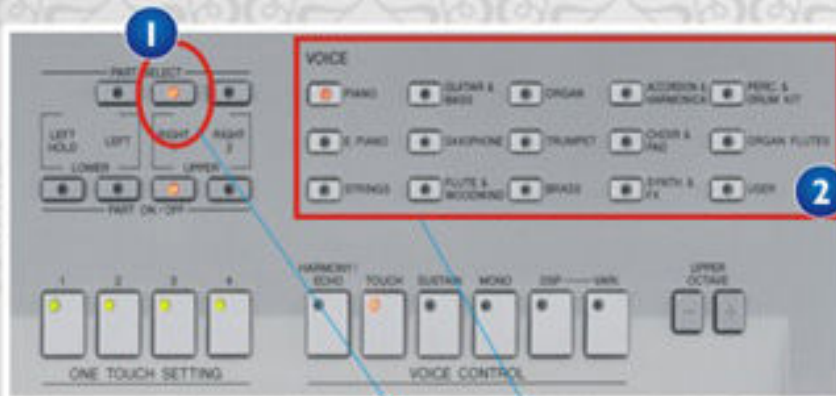 1
VOICE
PART SELECT
PIANO
GUITAR & BASS
ORGAN
ACCORDION & HARMONICA
PERC. & DRUM KIT
LEFT HOLD
LEFT
RIGHT
RIGHT 2
E. PIANO
SAXOPHONE
TRUMPET
CHOIR & PAD
ORGAN FLUTES
LOWER
UPPER
STRINGS
FLUTE & WOODWIND
BRASS
SYNTH. & FX
USER
2
PART ON / OFF
1
2
3
4
HARMONY / ECHO
TOUCH
SUSTAIN
MONO
DSP
VARI.
UPPER OCTAVE
-
+
ONE TOUCH SETTING
VOICE CONTROL